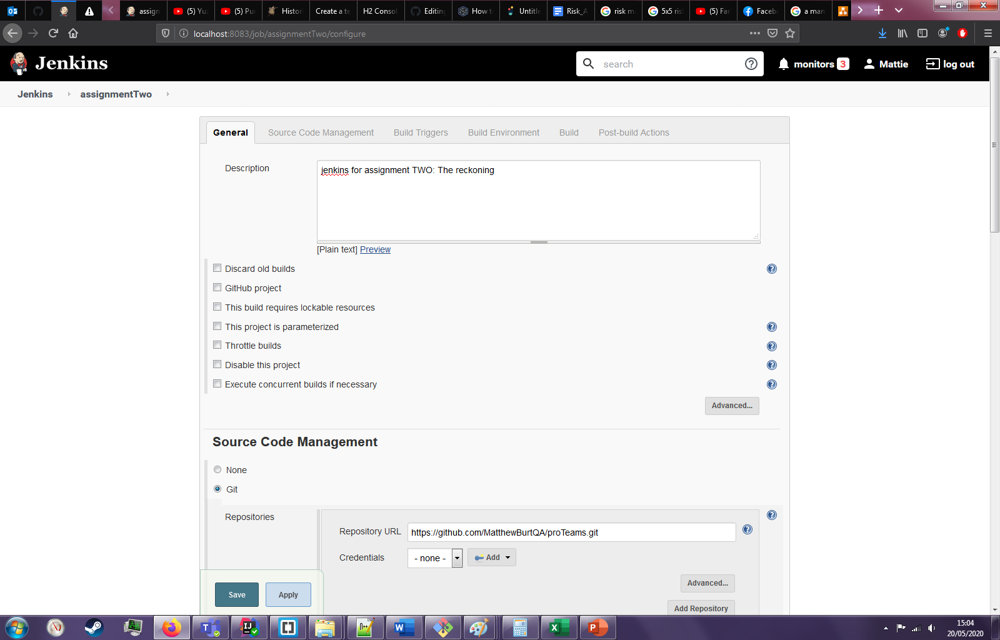 assign
(5) Yu
(5) Pu
Histor
Create a te
H2 Consol
Editing
How t
Untitle
Risk_A
risk m
5x5 ris
(5) Far
Faceb
a man
localhost:8083/job/assignmentTwo/configure
Jenkins
search
monitors 3
Mattie
log out
Jenkins
assignmentTwo
General
Source Code Management
Build Triggers
Build Environment
Build
Post-build Actions
Description
jenkins for assignment TWO: The reckoning
[Plain text] Preview
Discard old builds
GitHub project
This build requires lockable resources
This project is parameterized
Throttle builds
Disable this project
Execute concurrent builds if necessary
Advanced...
Source Code Management
None
Git
Repositories
Repository URL
https://github.com/MatthewBurtQA/proTeams.git
Credentials
- none -
Add
Advanced...
Add Repository
Save
Apply
15:04
20/05/2020